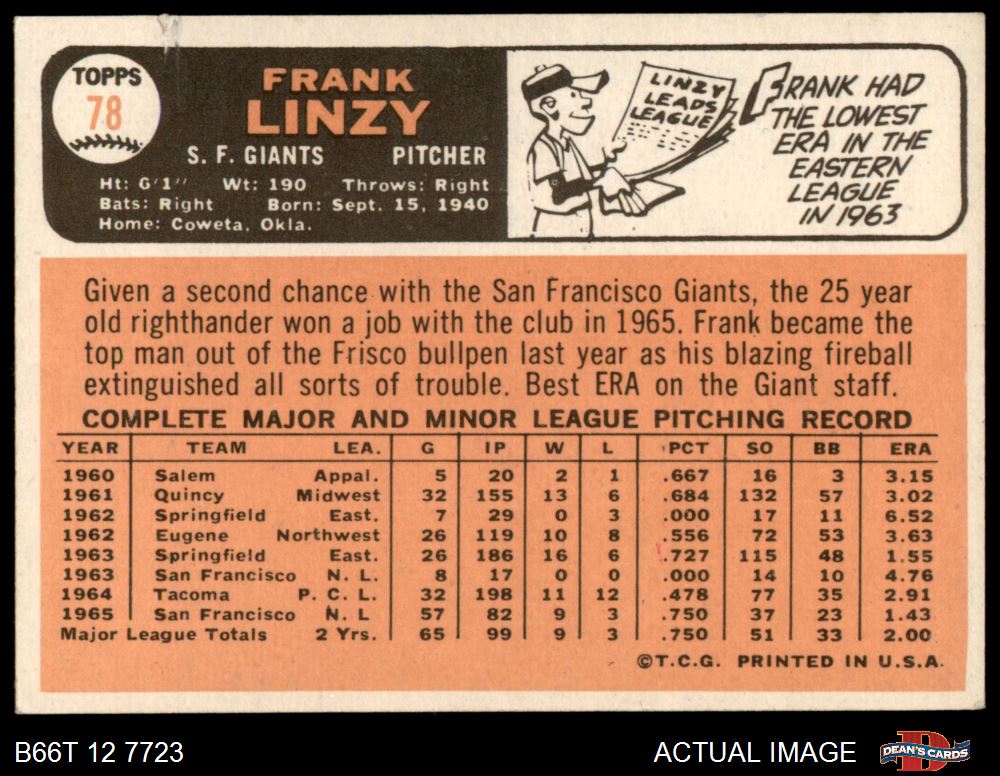 TOPPS
78
FRANK
LINZY
S. F. GIANTS PITCHER
Ht: 6'1" Wt: 190 Throws: Right
Bats: Right Born: Sept. 15, 1940
Home: Coweta, Okla.
LINZY
LEADS
LEAGUE
FRANK HAD
THE LOWEST
ERA IN THE
EASTERN
LEAGUE
IN 1963
Given a second chance with the San Francisco Giants, the 25 year
old righthander won a job with the club in 1965. Frank became the
top man out of the Frisco bullpen last year as his blazing fireball
extinguished all sorts of trouble. Best ERA on the Giant staff.
COMPLETE MAJOR AND MINOR LEAGUE PITCHING RECORD
YEAR TEAM LEA. G IP W L PCT SO BB ERA
1960 Salem Appal. 5 20 2 1 .667 16 3 3.15
1961 Quincy Midwest 32 155 13 6 .684 132 57 3.02
1962 Springfield East. 7 29 0 3 .000 17 11 6.52
1962 Eugene Northwest 26 119 10 8 .556 72 53 3.63
1963 Springfield East. 26 186 16 6 .727 115 48 1.55
1963 San Francisco N. L. 8 17 0 0 .000 14 10 4.76
1964 Tacoma P. C. L. 32 198 11 12 .478 77 35 2.91
1965 San Francisco N. L 57 82 9 3 .750 37 23 1.43
Major League Totals 2 Yrs. 65 99 9 3 .750 51 33 2.00
©T.C.G. PRINTED IN U.S.A.
B66T 12 7723 ACTUAL IMAGE
DEAN'S CARDS